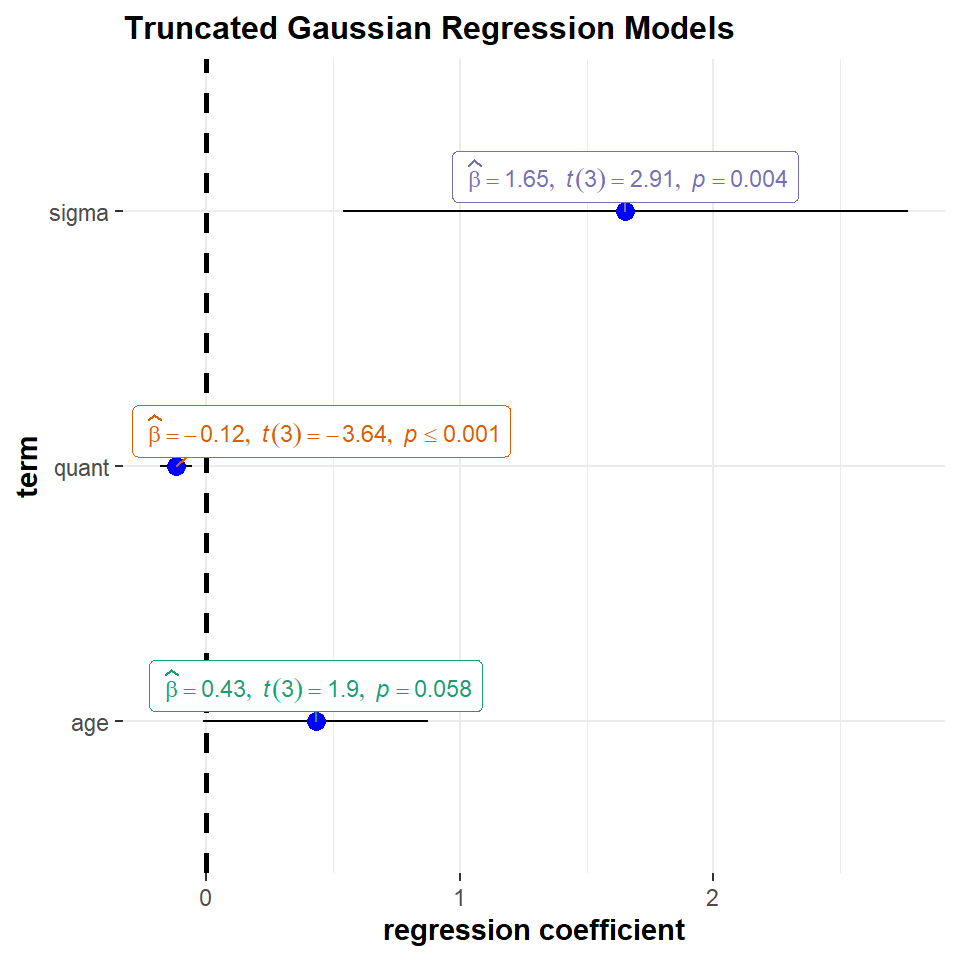 Truncated Gaussian Regression Models
term
sigma
β̂ = 1.65, t(3) = 2.91, p = 0.004
quant
β̂ = −0.12, t(3) = −3.64, p ≤ 0.001
age
β̂ = 0.43, t(3) = 1.9, p = 0.058
0 1 2
regression coefficient